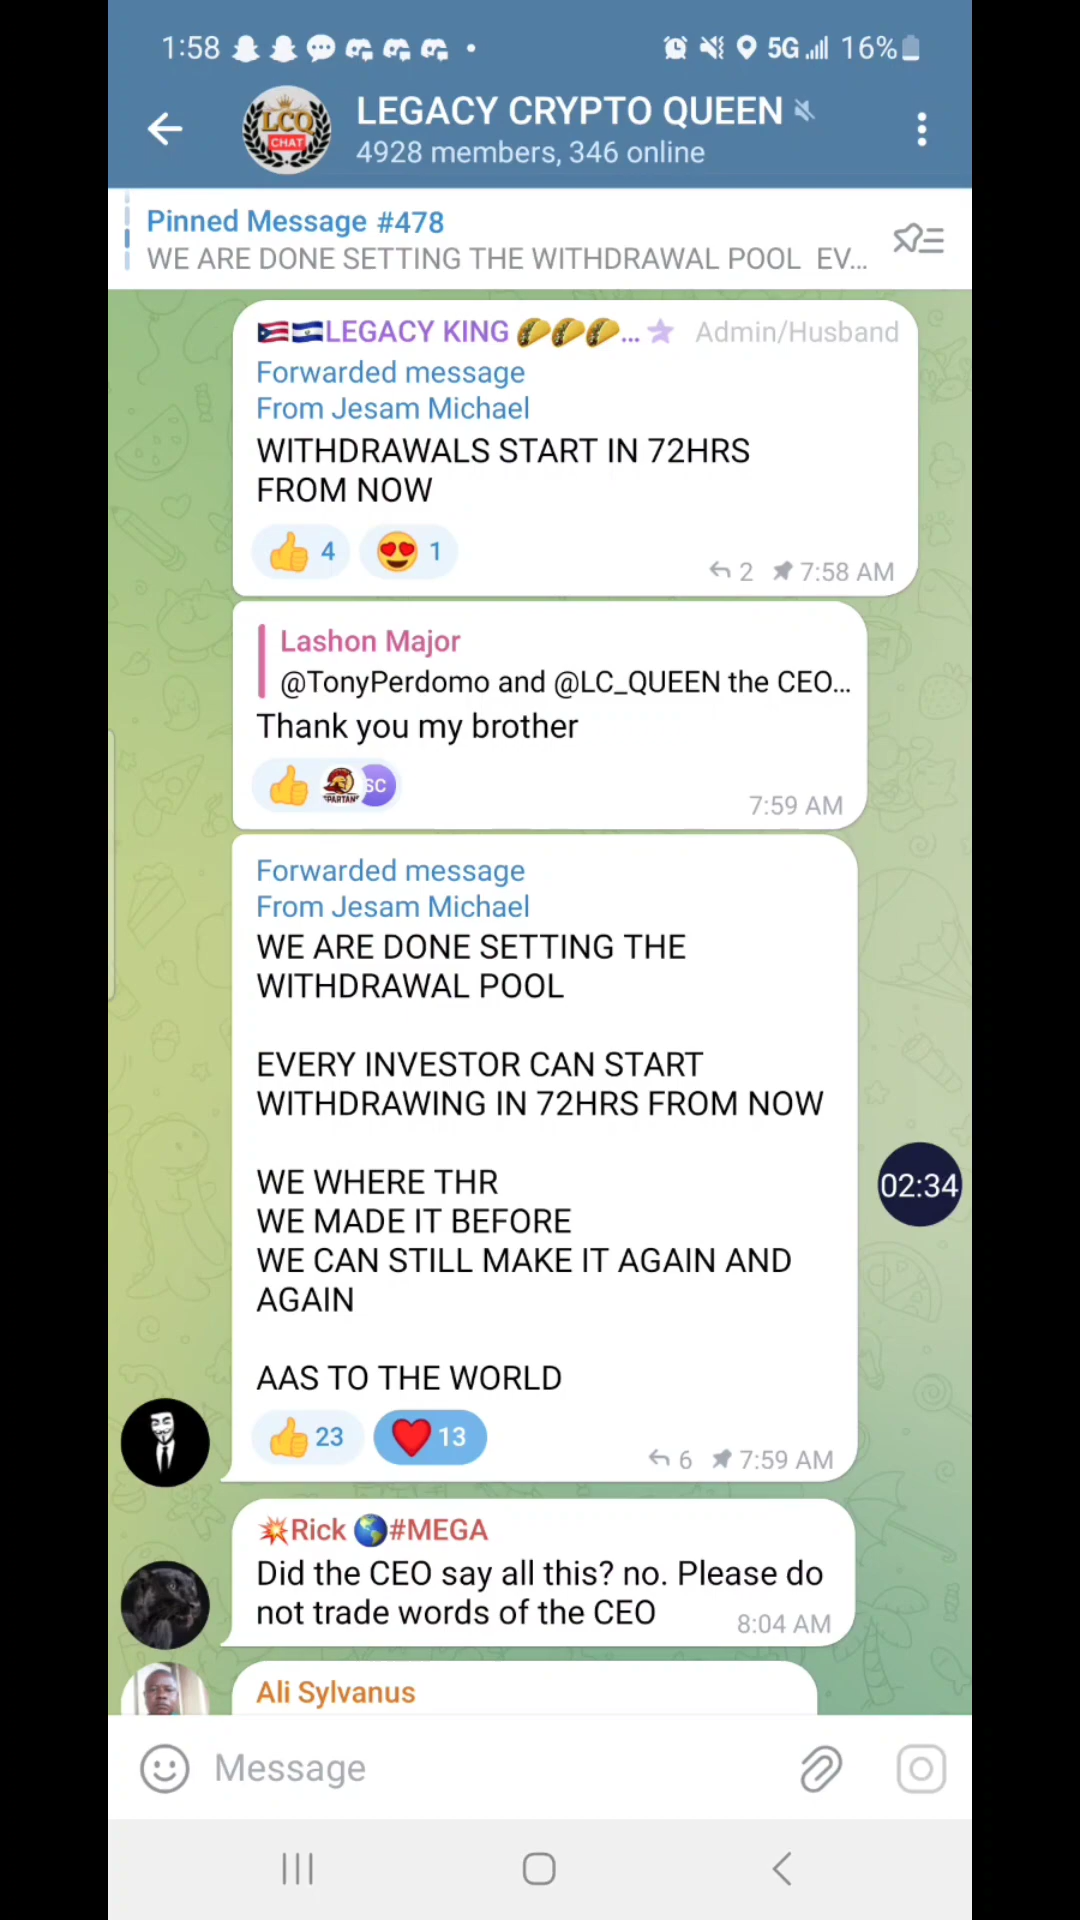 1:58
5G 16%
LCQ
CHAT
LEGACY CRYPTO QUEEN
4928 members, 346 online
Pinned Message #478
WE ARE DONE SETTING THE WITHDRAWAL POOL EV...
LEGACY KING 🌮🌮🌮... Admin/Husband
Forwarded message
From Jesam Michael
WITHDRAWALS START IN 72HRS
FROM NOW
👍 4 😍 1
2 7:58 AM
Lashon Major
@TonyPerdomo and @LC_QUEEN the CEO...
Thank you my brother
SPARTAN SC
7:59 AM
Forwarded message
From Jesam Michael
WE ARE DONE SETTING THE
WITHDRAWAL POOL
EVERY INVESTOR CAN START
WITHDRAWING IN 72HRS FROM NOW
WE WHERE THR
WE MADE IT BEFORE
WE CAN STILL MAKE IT AGAIN AND
AGAIN
AAS TO THE WORLD
02:34
👍 23 ❤️ 13
6 7:59 AM
💥Rick 🌎#MEGA
Did the CEO say all this? no. Please do
not trade words of the CEO
8:04 AM
Ali Sylvanus
Message